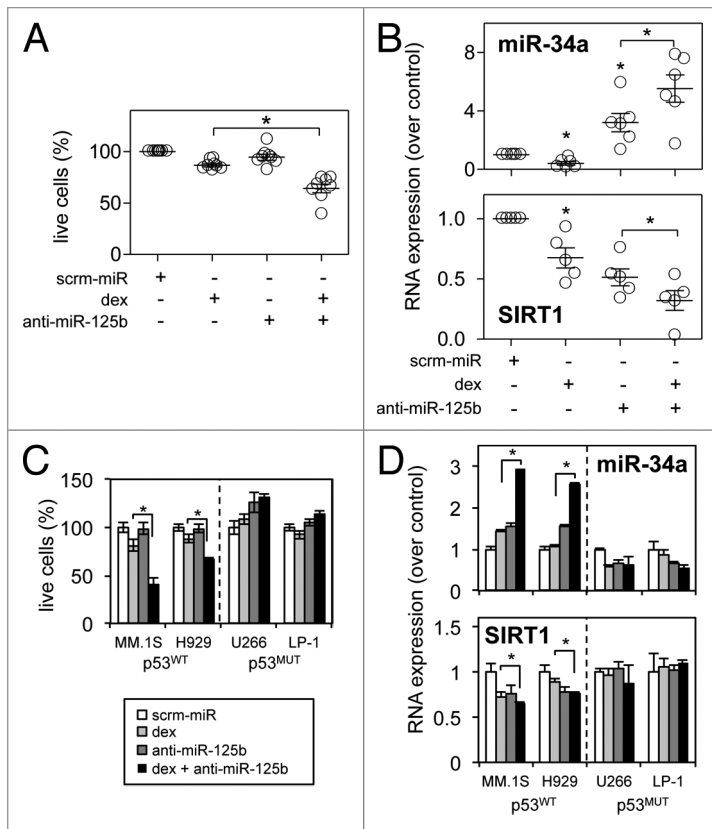 A
live cells (%)
100
50
0
*
scrm-miR + - - -
dex - + - +
anti-miR-125b - - + +
B
RNA expression (over control)
miR-34a
8
4
0
*
*
*
SIRT1
1.0
0.5
0.0
*
*
scrm-miR + - - -
dex - + - +
anti-miR-125b - - + +
C
live cells (%)
150
100
50
0
*
*
MM.1S H929 U266 LP-1
p53WT p53MUT
scrm-miR
dex
anti-miR-125b
dex + anti-miR-125b
D
RNA expression (over control)
miR-34a
3
2
1
0
*
*
SIRT1
1.5
1
0.5
0
*
*
MM.1S H929 U266 LP-1
p53WT p53MUT